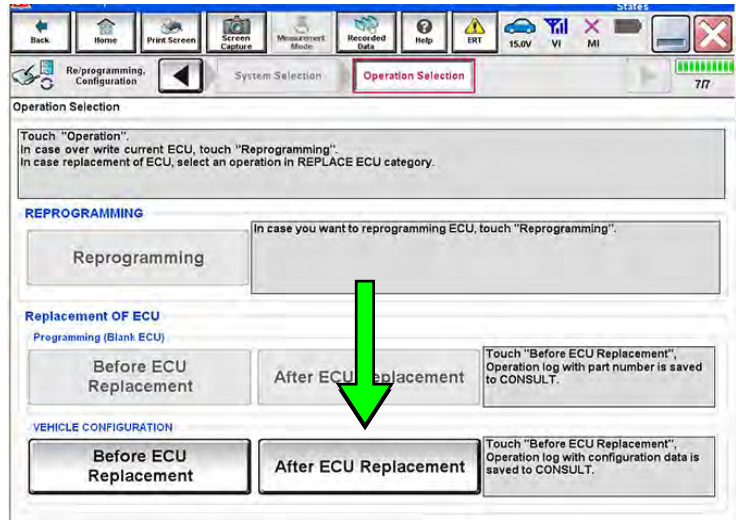 States
Back
Home
Print Screen
Screen
Capture
Measurement
Mode
Recorded
Data
Help
ERT
15.0V
VI
MI
Re/programming,
Configuration
System Selection
Operation Selection
7/7
Operation Selection
Touch "Operation".
In case over write current ECU, touch "Reprogramming".
In case replacement of ECU, select an operation in REPLACE ECU category.
REPROGRAMMING
Reprogramming
In case you want to reprogramming ECU, touch "Reprogramming".
Replacement OF ECU
Programming (Blank ECU)
Before ECU
Replacement
After ECU Replacement
Touch "Before ECU Replacement",
Operation log with part number is saved
to CONSULT.
VEHICLE CONFIGURATION
Before ECU
Replacement
After ECU Replacement
Touch "Before ECU Replacement",
Operation log with configuration data is
saved to CONSULT.